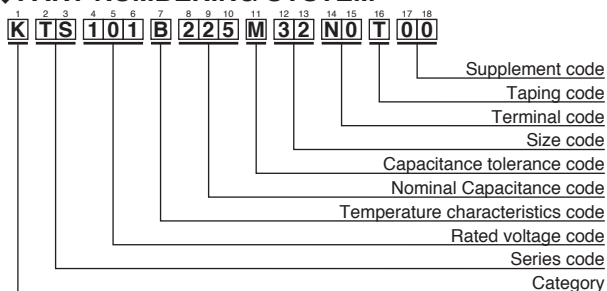 PART NUMBERING SYSTEM
1 2 3 4 5 6 7 8 9 10 11 12 13 14 15 16 17 18
K TS 101 B 225 M 32 N0 T 00
Supplement code
Taping code
Terminal code
Size code
Capacitance tolerance code
Nominal Capacitance code
Temperature characteristics code
Rated voltage code
Series code
Category